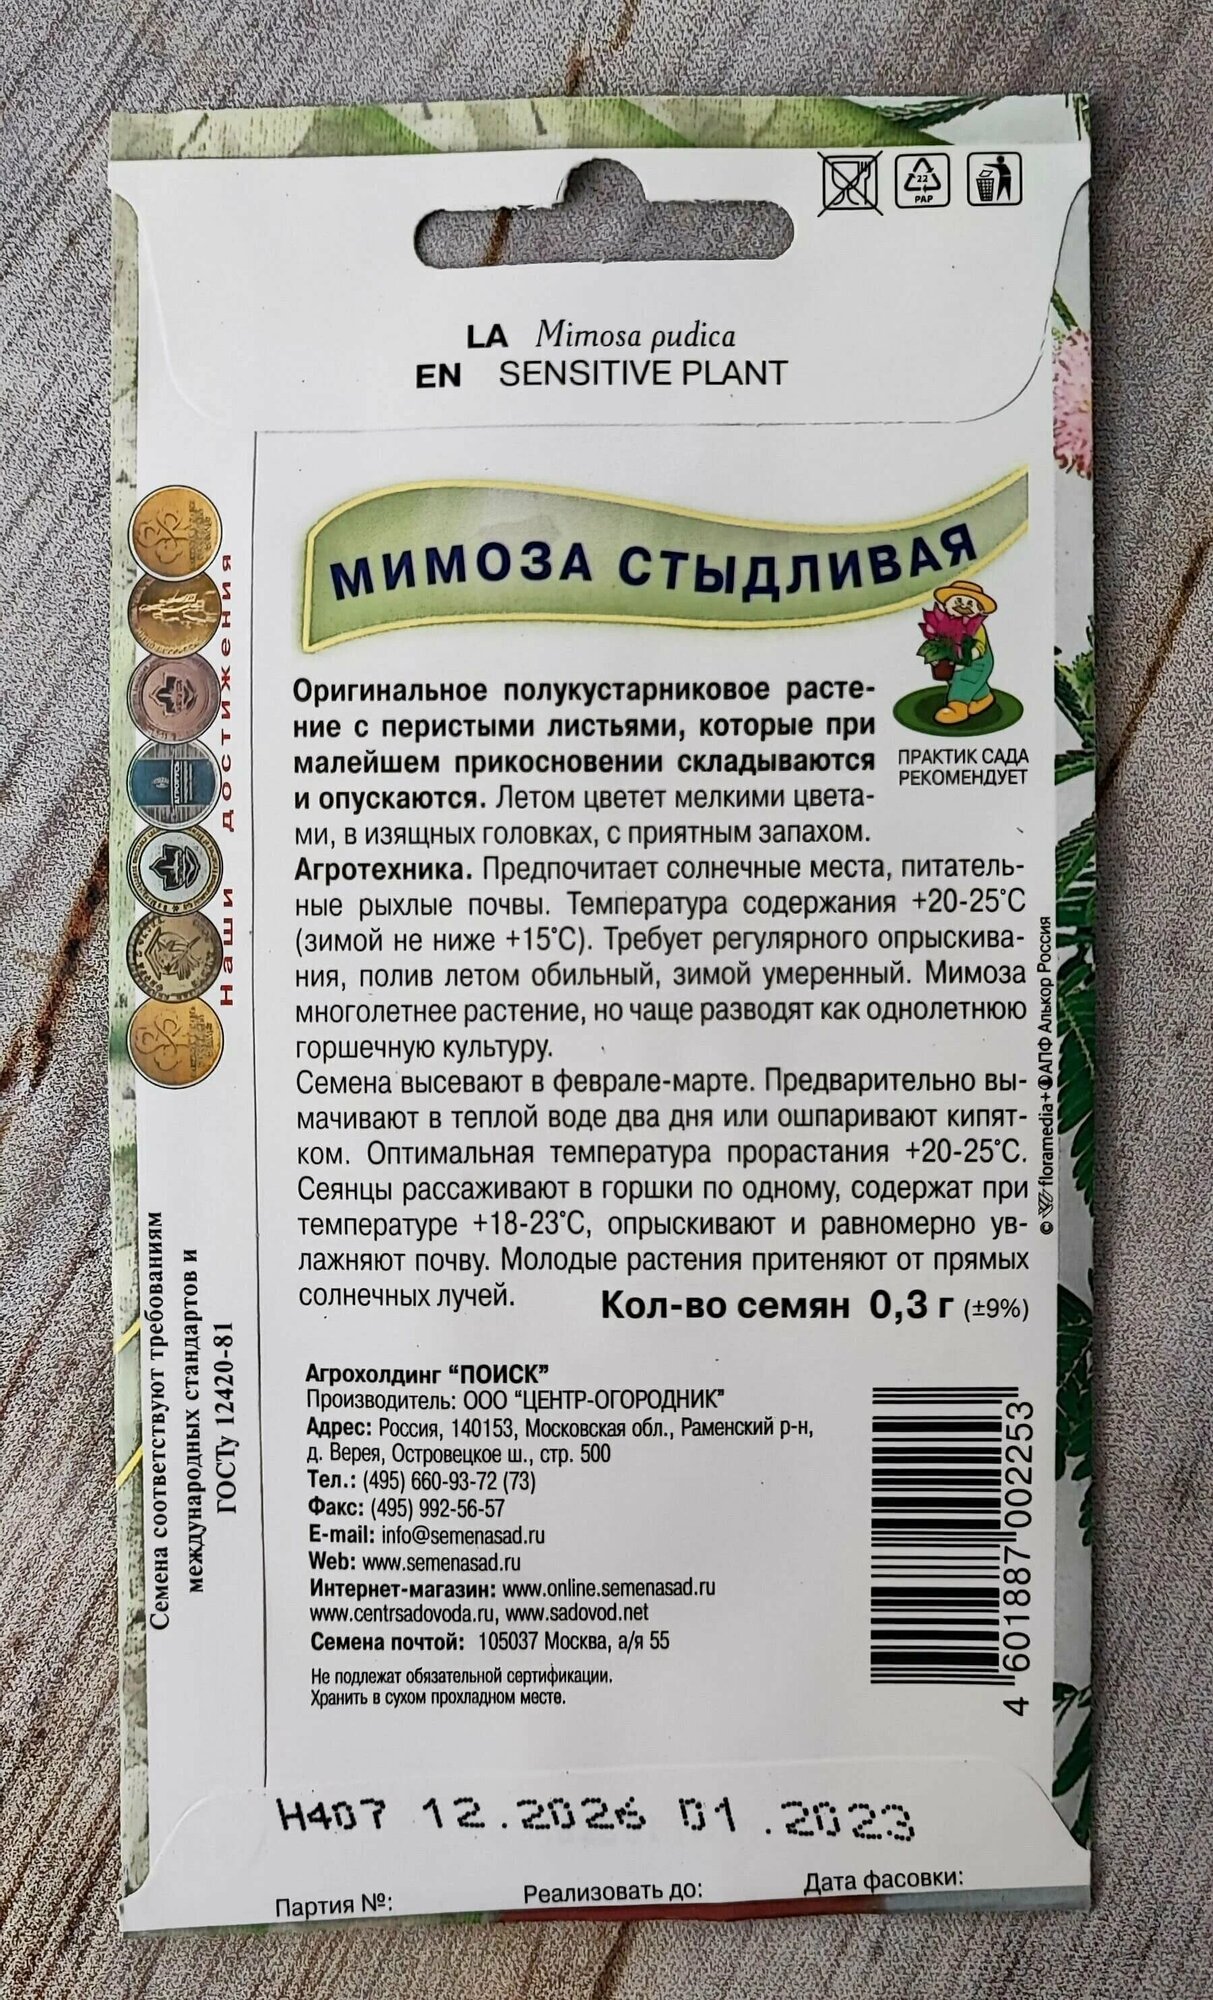 22
PAP
LA Mimosa pudica
EN SENSITIVE PLANT
МИМОЗА СТЫДЛИВАЯ
Оригинальное полукустарниковое расте-
ние с перистыми листьями, которые при
малейшем прикосновении складываются
и опускаются. Летом цветет мелкими цвета-
ми, в изящных головках, с приятным запахом.
ПРАКТИК САДА
РЕКОМЕНДУЕТ
Агротехника. Предпочитает солнечные места, питатель-
ные рыхлые почвы. Температура содержания +20-25°С
(зимой не ниже +15°С). Требует регулярного опрыскива-
ния, полив летом обильный, зимой умеренный. Мимоза
многолетнее растение, но чаще разводят как однолетнюю
горшечную культуру.
Семена высевают в феврале-марте. Предварительно вы-
мачивают в теплой воде два дня или ошпаривают кипят-
ком. Оптимальная температура прорастания +20-25°С.
Сеянцы рассаживают в горшки по одному, содержат при
температуре +18-23°С, опрыскивают и равномерно ув-
лажняют почву. Молодые растения притеняют от прямых
солнечных лучей.
Кол-во семян 0,3 г (±9%)
© floramedia+ АПФ Алькор Россия
наши достижения
Семена соответствуют требованиям
международных стандартов и
ГОСТу 12420-81
Агрохолдинг "ПОИСК"
Производитель: ООО "ЦЕНТР-ОГОРОДНИК"
Адрес: Россия, 140153, Московская обл., Раменский р-н,
д. Верея, Островецкое ш., стр. 500
Тел.: (495) 660-93-72 (73)
Факс: (495) 992-56-57
E-mail: info@semenasad.ru
Web: www.semenasad.ru
Интернет-магазин: www.online.semenasad.ru
www.centrsadovoda.ru, www.sadovod.net
Семена почтой: 105037 Москва, а/я 55
Не подлежат обязательной сертификации.
Хранить в сухом прохладном месте.
4 601887 002253
Н407 12.2026 01.2023
Партия №: Реализовать до: Дата фасовки: